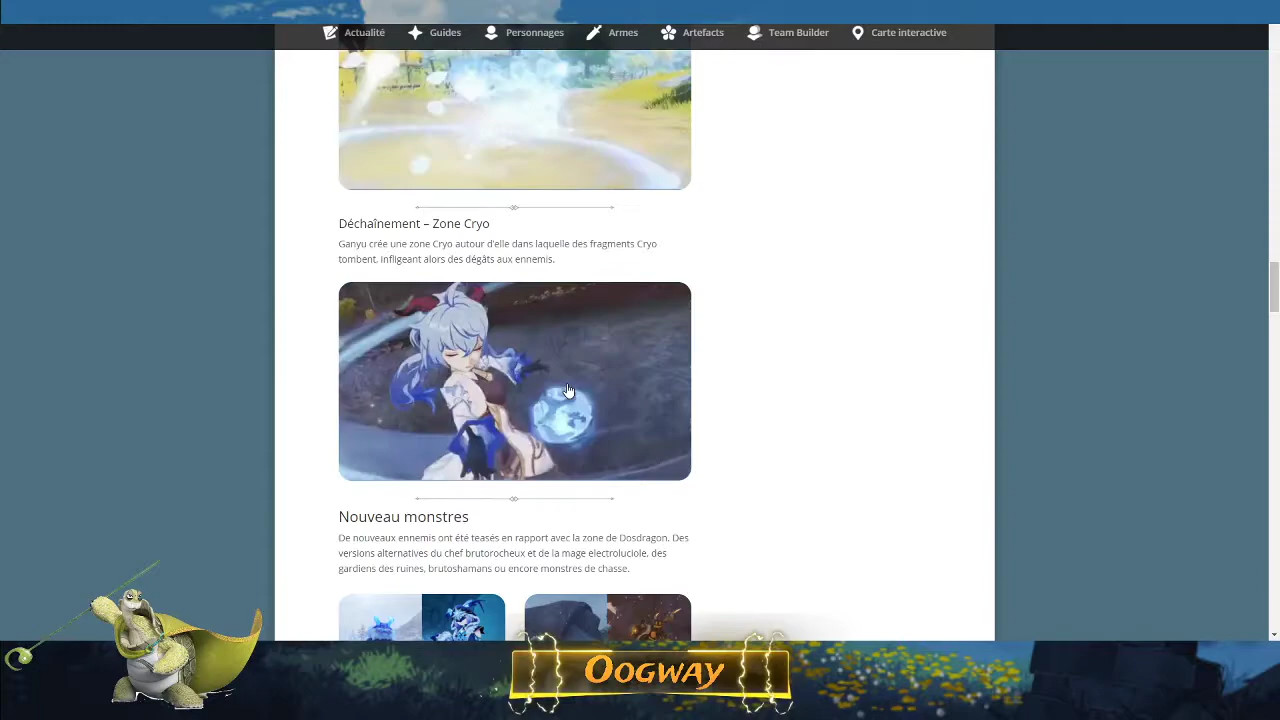 Actualité Guides Personnages Armes Artefacts Team Builder Carte interactive
Déchaînement – Zone Cryo
Ganyu crée une zone Cryo autour d'elle dans laquelle des fragments Cryo
tombent, infligeant alors des dégâts aux ennemis.
Nouveau monstres
De nouveaux ennemis ont été teasés en rapport avec la zone de Dosdragon. Des
versions alternatives du chef brutorocheux et de la mage electroluciole, des
gardiens des ruines, brutoshamans ou encore monstres de chasse.
OOGWAY